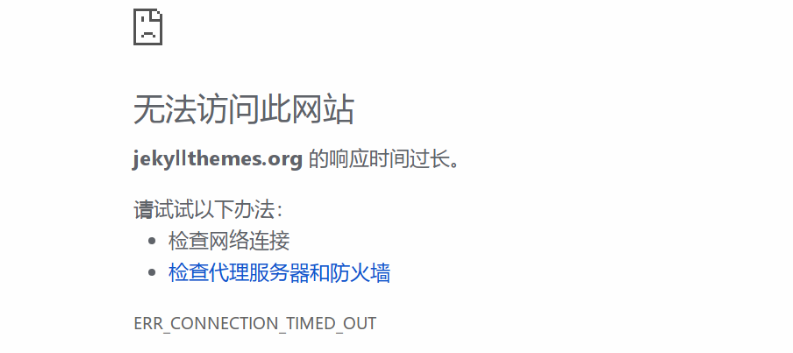 无法访问此网站
jekyllthemes.org 的响应时间过长。
请试试以下办法：
检查网络连接
检查代理服务器和防火墙
ERR_CONNECTION_TIMED_OUT